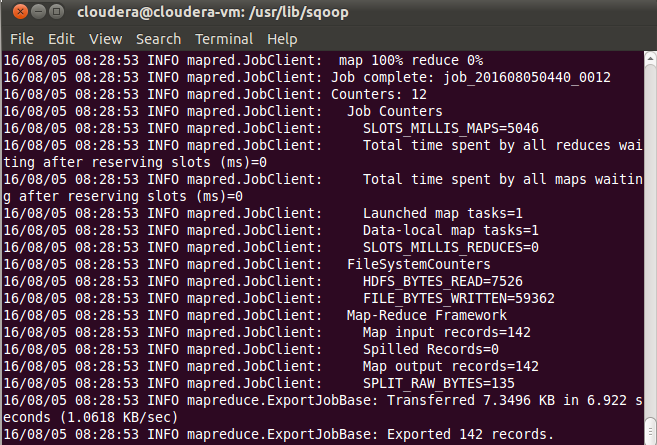 cloudera@cloudera-vm: /usr/lib/sqoop
File Edit View Search Terminal Help
16/08/05 08:28:53 INFO mapred.JobClient:  map 100% reduce 0%
16/08/05 08:28:53 INFO mapred.JobClient: Job complete: job_201608050440_0012
16/08/05 08:28:53 INFO mapred.JobClient: Counters: 12
16/08/05 08:28:53 INFO mapred.JobClient:   Job Counters
16/08/05 08:28:53 INFO mapred.JobClient:     SLOTS_MILLIS_MAPS=5046
16/08/05 08:28:53 INFO mapred.JobClient:     Total time spent by all reduces wai
ting after reserving slots (ms)=0
16/08/05 08:28:53 INFO mapred.JobClient:     Total time spent by all maps waitin
g after reserving slots (ms)=0
16/08/05 08:28:53 INFO mapred.JobClient:     Launched map tasks=1
16/08/05 08:28:53 INFO mapred.JobClient:     Data-local map tasks=1
16/08/05 08:28:53 INFO mapred.JobClient:     SLOTS_MILLIS_REDUCES=0
16/08/05 08:28:53 INFO mapred.JobClient:   FileSystemCounters
16/08/05 08:28:53 INFO mapred.JobClient:     HDFS_BYTES_READ=7526
16/08/05 08:28:53 INFO mapred.JobClient:     FILE_BYTES_WRITTEN=59362
16/08/05 08:28:53 INFO mapred.JobClient:   Map-Reduce Framework
16/08/05 08:28:53 INFO mapred.JobClient:     Map input records=142
16/08/05 08:28:53 INFO mapred.JobClient:     Spilled Records=0
16/08/05 08:28:53 INFO mapred.JobClient:     Map output records=142
16/08/05 08:28:53 INFO mapred.JobClient:     SPLIT_RAW_BYTES=135
16/08/05 08:28:53 INFO mapreduce.ExportJobBase: Transferred 7.3496 KB in 6.922 s
econds (1.0618 KB/sec)
16/08/05 08:28:53 INFO mapreduce.ExportJobBase: Exported 142 records.